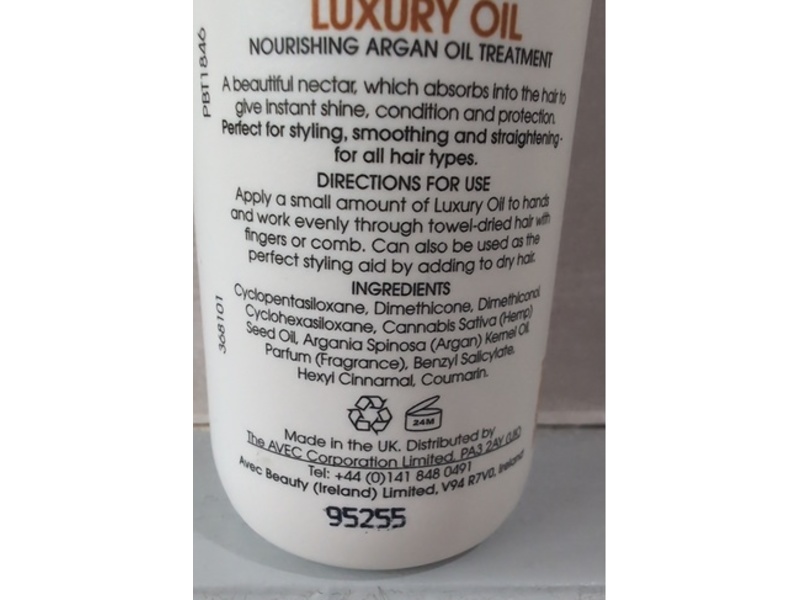 LUXURY OIL
NOURISHING ARGAN OIL TREATMENT
A beautiful nectar, which absorbs into the hair to
give instant shine, condition and protection.
Perfect for styling, smoothing and straightening -
for all hair types.
DIRECTIONS FOR USE
Apply a small amount of Luxury Oil to hands
and work evenly through towel-dried hair with
fingers or comb. Can also be used as the
perfect styling aid by adding to dry hair.
INGREDIENTS
Cyclopentasiloxane, Dimethicone, Dimethiconol,
Cyclohexasiloxane, Cannabis Sativa (Hemp)
Seed Oil, Argania Spinosa (Argan) Kernel Oil,
Parfum (Fragrance), Benzyl Salicylate,
Hexyl Cinnamal, Coumarin.
24M
Made in the UK. Distributed by
The AVEC Corporation Limited, PA3 2AY (UK)
Tel: +44 (0)141 848 0491
Avec Beauty (Ireland) Limited, V94 R7V0, Ireland
95255
PBT1846
368101